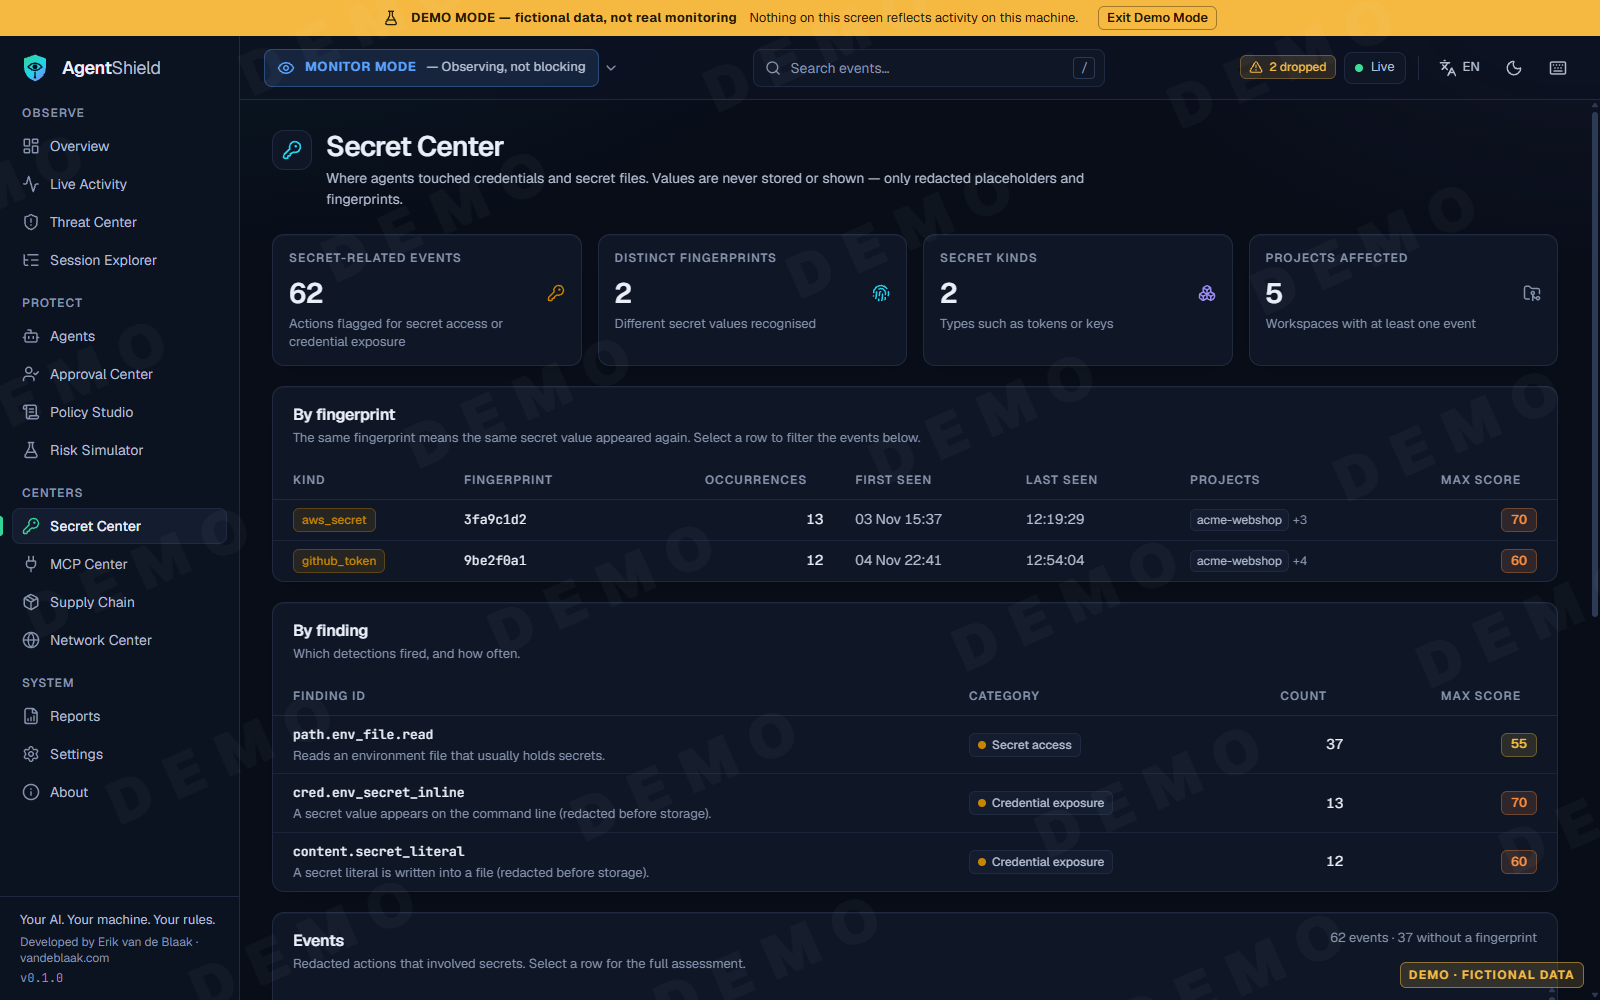 DEMO MODE — fictional data, not real monitoring Nothing on this screen reflects activity on this machine. Exit Demo Mode
AgentShield
MONITOR MODE — Observing, not blocking
Search events... /
2 dropped
Live
EN
OBSERVE
Overview
Live Activity
Threat Center
Session Explorer
PROTECT
Agents
Approval Center
Policy Studio
Risk Simulator
CENTERS
Secret Center
MCP Center
Supply Chain
Network Center
SYSTEM
Reports
Settings
About
Your AI. Your machine. Your rules.
Developed by Erik van de Blaak ·
vandeblaak.com
v0.1.0
Secret Center
Where agents touched credentials and secret files. Values are never stored or shown — only redacted placeholders and
fingerprints.
SECRET-RELATED EVENTS
62
Actions flagged for secret access or
credential exposure
DISTINCT FINGERPRINTS
2
Different secret values recognised
SECRET KINDS
2
Types such as tokens or keys
PROJECTS AFFECTED
5
Workspaces with at least one event
By fingerprint
The same fingerprint means the same secret value appeared again. Select a row to filter the events below.
KIND FINGERPRINT OCCURRENCES FIRST SEEN LAST SEEN PROJECTS MAX SCORE
aws_secret 3fa9c1d2 13 03 Nov 15:37 12:19:29 acme-webshop +3 70
github_token 9be2f0a1 12 04 Nov 22:41 12:54:04 acme-webshop +4 60
By finding
Which detections fired, and how often.
FINDING ID CATEGORY COUNT MAX SCORE
path.env_file.read Secret access 37 55
Reads an environment file that usually holds secrets.
cred.env_secret_inline Credential exposure 13 70
A secret value appears on the command line (redacted before storage).
content.secret_literal Credential exposure 12 60
A secret literal is written into a file (redacted before storage).
Events 62 events · 37 without a fingerprint
Redacted actions that involved secrets. Select a row for the full assessment.
DEMO · FICTIONAL DATA
DEMO